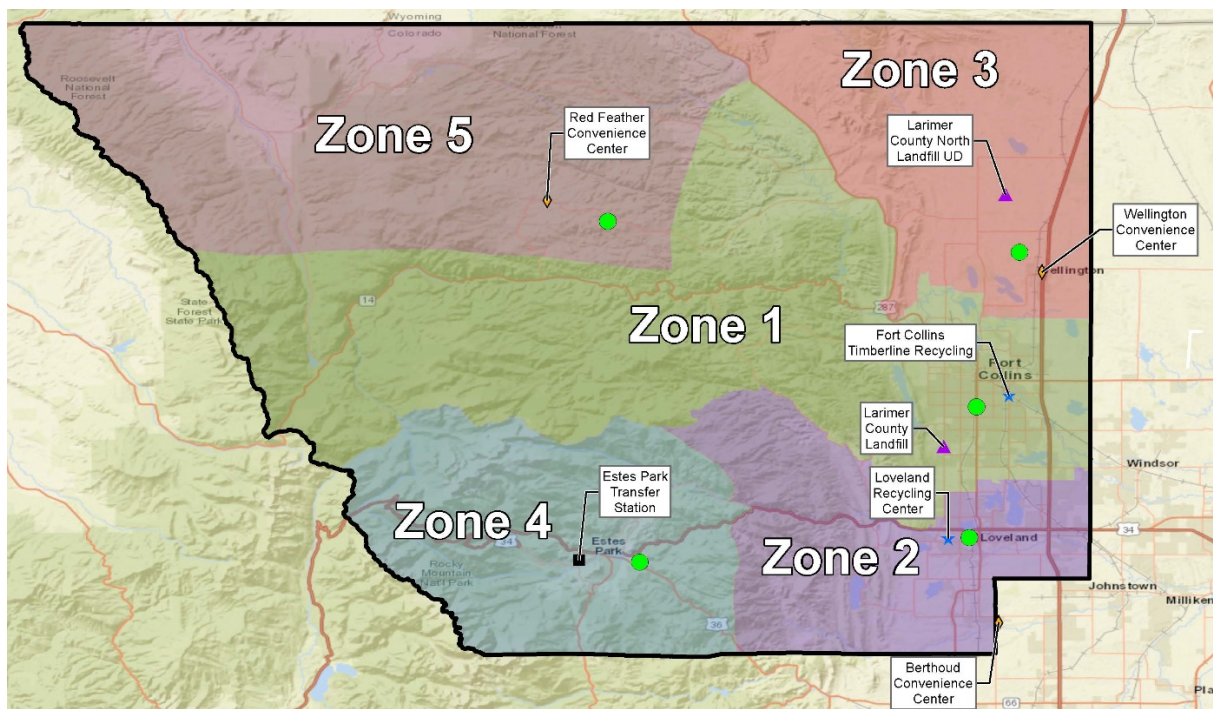 Wyoming
Colorado
National Forest
Roosevelt
National
Forest
Zone 3
Zone 5
Red Feather
Convenience
Center
Larimer
County North
Landfill UD
Wellington
Convenience
Center
ellington
14
State
Forest
State Park
287
Zone 1
Fort Collins
Timberline Recycling
Fort
Collins
Larimer
County
Landfill
Windsor
Loveland
Recycling
Center
Estes Park
Transfer
Station
Zone 4
34
Estes
Park
34
Loveland
Zone 2
Rocky
Mountain
Nat'l Park
Johnstown
Milliken
36
Berthoud
Convenience
Center
66